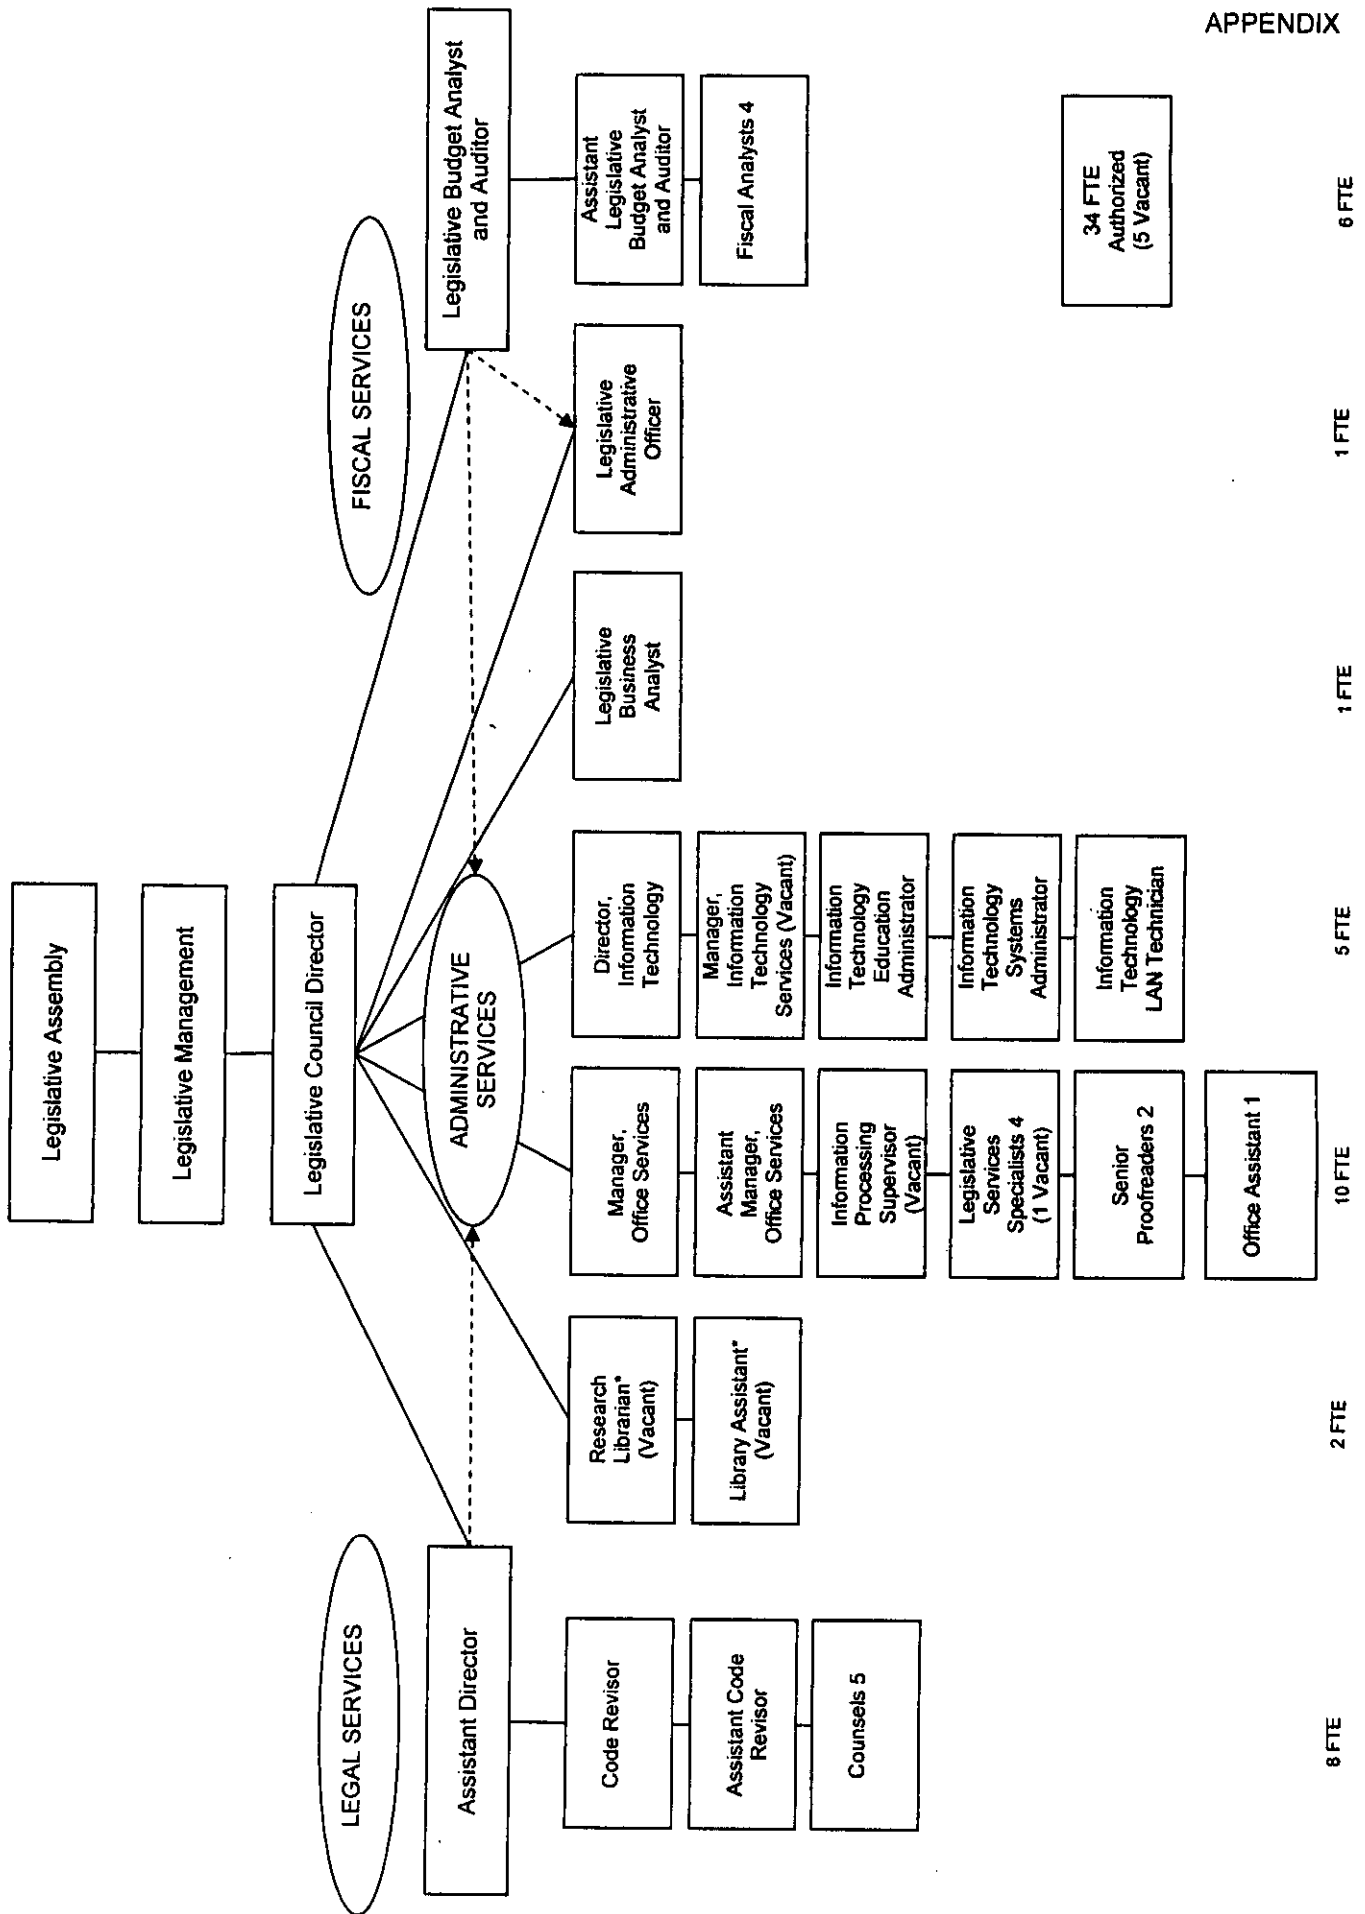 APPENDIX
Legislative Assembly
Legislative Management
Legislative Council Director
LEGAL SERVICES
FISCAL SERVICES
Assistant Director
ADMINISTRATIVE
SERVICES
Legislative Budget Analyst
and Auditor
Code Revisor
Assistant Code
Revisor
Counsels 5
Research
Librarian*
(Vacant)
Library Assistant*
(Vacant)
Manager,
Office Services
Assistant
Manager,
Office Services
Information
Processing
Supervisor
(Vacant)
Legislative
Services
Specialists 4
(1 Vacant)
Senior
Proofreaders 2
Office Assistant 1
Director,
Information
Technology
Manager,
Information
Technology
Services (Vacant)
Information
Technology
Education
Administrator
Information
Technology
Systems
Administrator
Information
Technology
LAN Technician
Legislative
Business
Analyst
Legislative
Administrative
Officer
Assistant
Legislative
Budget Analyst
and Auditor
Fiscal Analysts 4
34 FTE
Authorized
(5 Vacant)
8 FTE
2 FTE
10 FTE
5 FTE
1 FTE
1 FTE
6 FTE